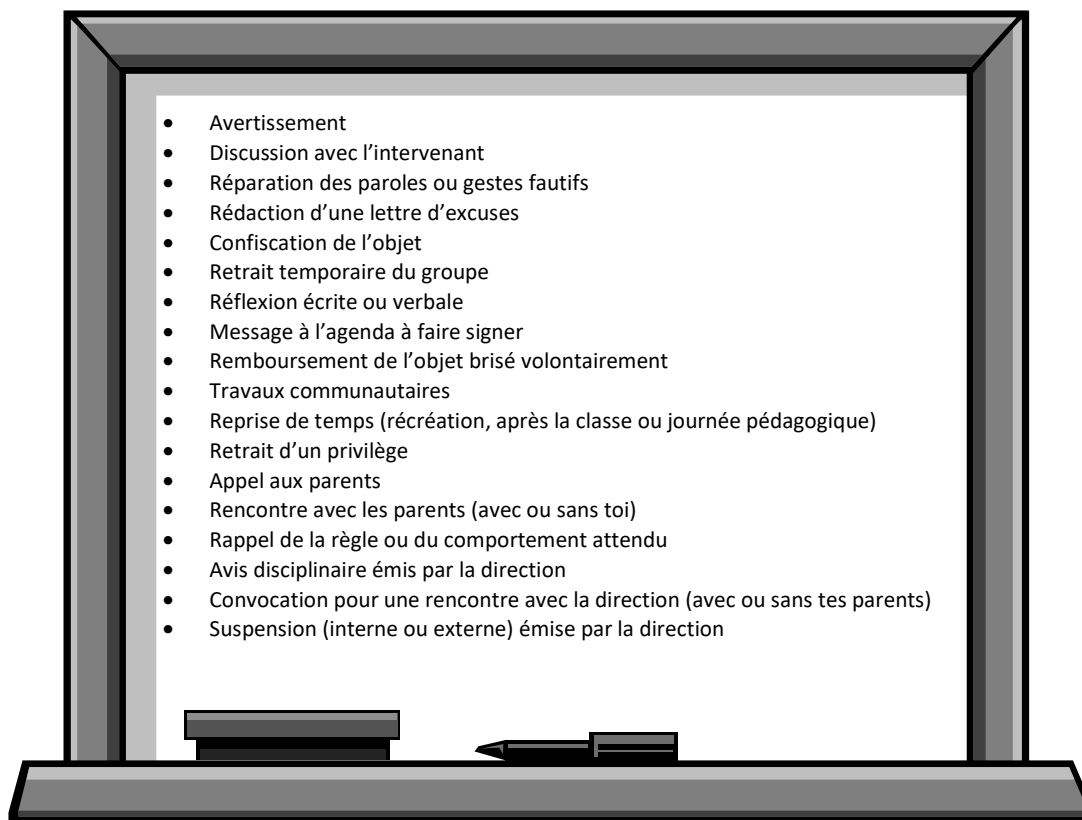 • Avertissement
• Discussion avec l’intervenant
• Réparation des paroles ou gestes fautifs
• Rédaction d’une lettre d’excuses
• Confiscation de l’objet
• Retrait temporaire du groupe
• Réflexion écrite ou verbale
• Message à l’agenda à faire signer
• Remboursement de l’objet brisé volontairement
• Travaux communautaires
• Reprise de temps (récréation, après la classe ou journée pédagogique)
• Retrait d’un privilège
• Appel aux parents
• Rencontre avec les parents (avec ou sans toi)
• Rappel de la règle ou du comportement attendu
• Avis disciplinaire émis par la direction
• Convocation pour une rencontre avec la direction (avec ou sans tes parents)
• Suspension (interne ou externe) émise par la direction